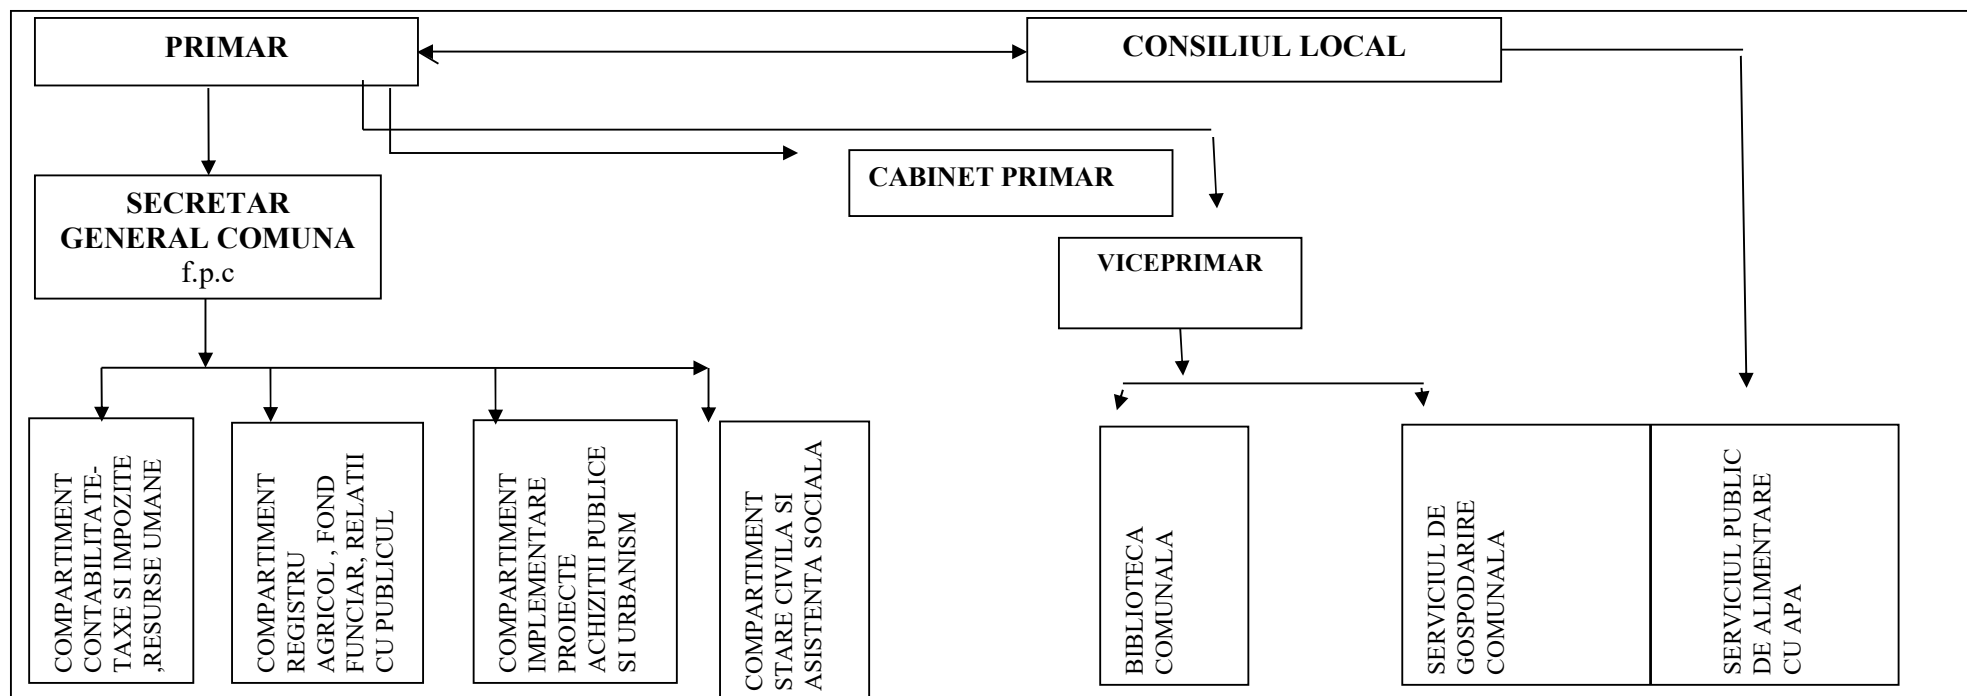 PRIMAR
CONSILIUL LOCAL
CABINET PRIMAR
SECRETAR
GENERAL COMUNA
f.p.c
VICEPRIMAR
COMPARTIMENT
CONTABILITATE-
TAXE SI IMPOZITE
,RESURSE UMANE
COMPARTIMENT
REGISTRU
AGRICOL , FOND
FUNCIAR, RELATII
CU PUBLICUL
COMPARTIMENT
IMPLEMENTARE
PROIECTE
ACHIZITII PUBLICE
SI URBANISM
COMPARTIMENT
STARE CIVILA SI
ASISTENTA SOCIALA
BIBLIOTECA
COMUNALA
SERVICIUL DE
GOSPODARIRE
COMUNALA
SERVICIUL PUBLIC
DE ALIMENTARE
CU APA